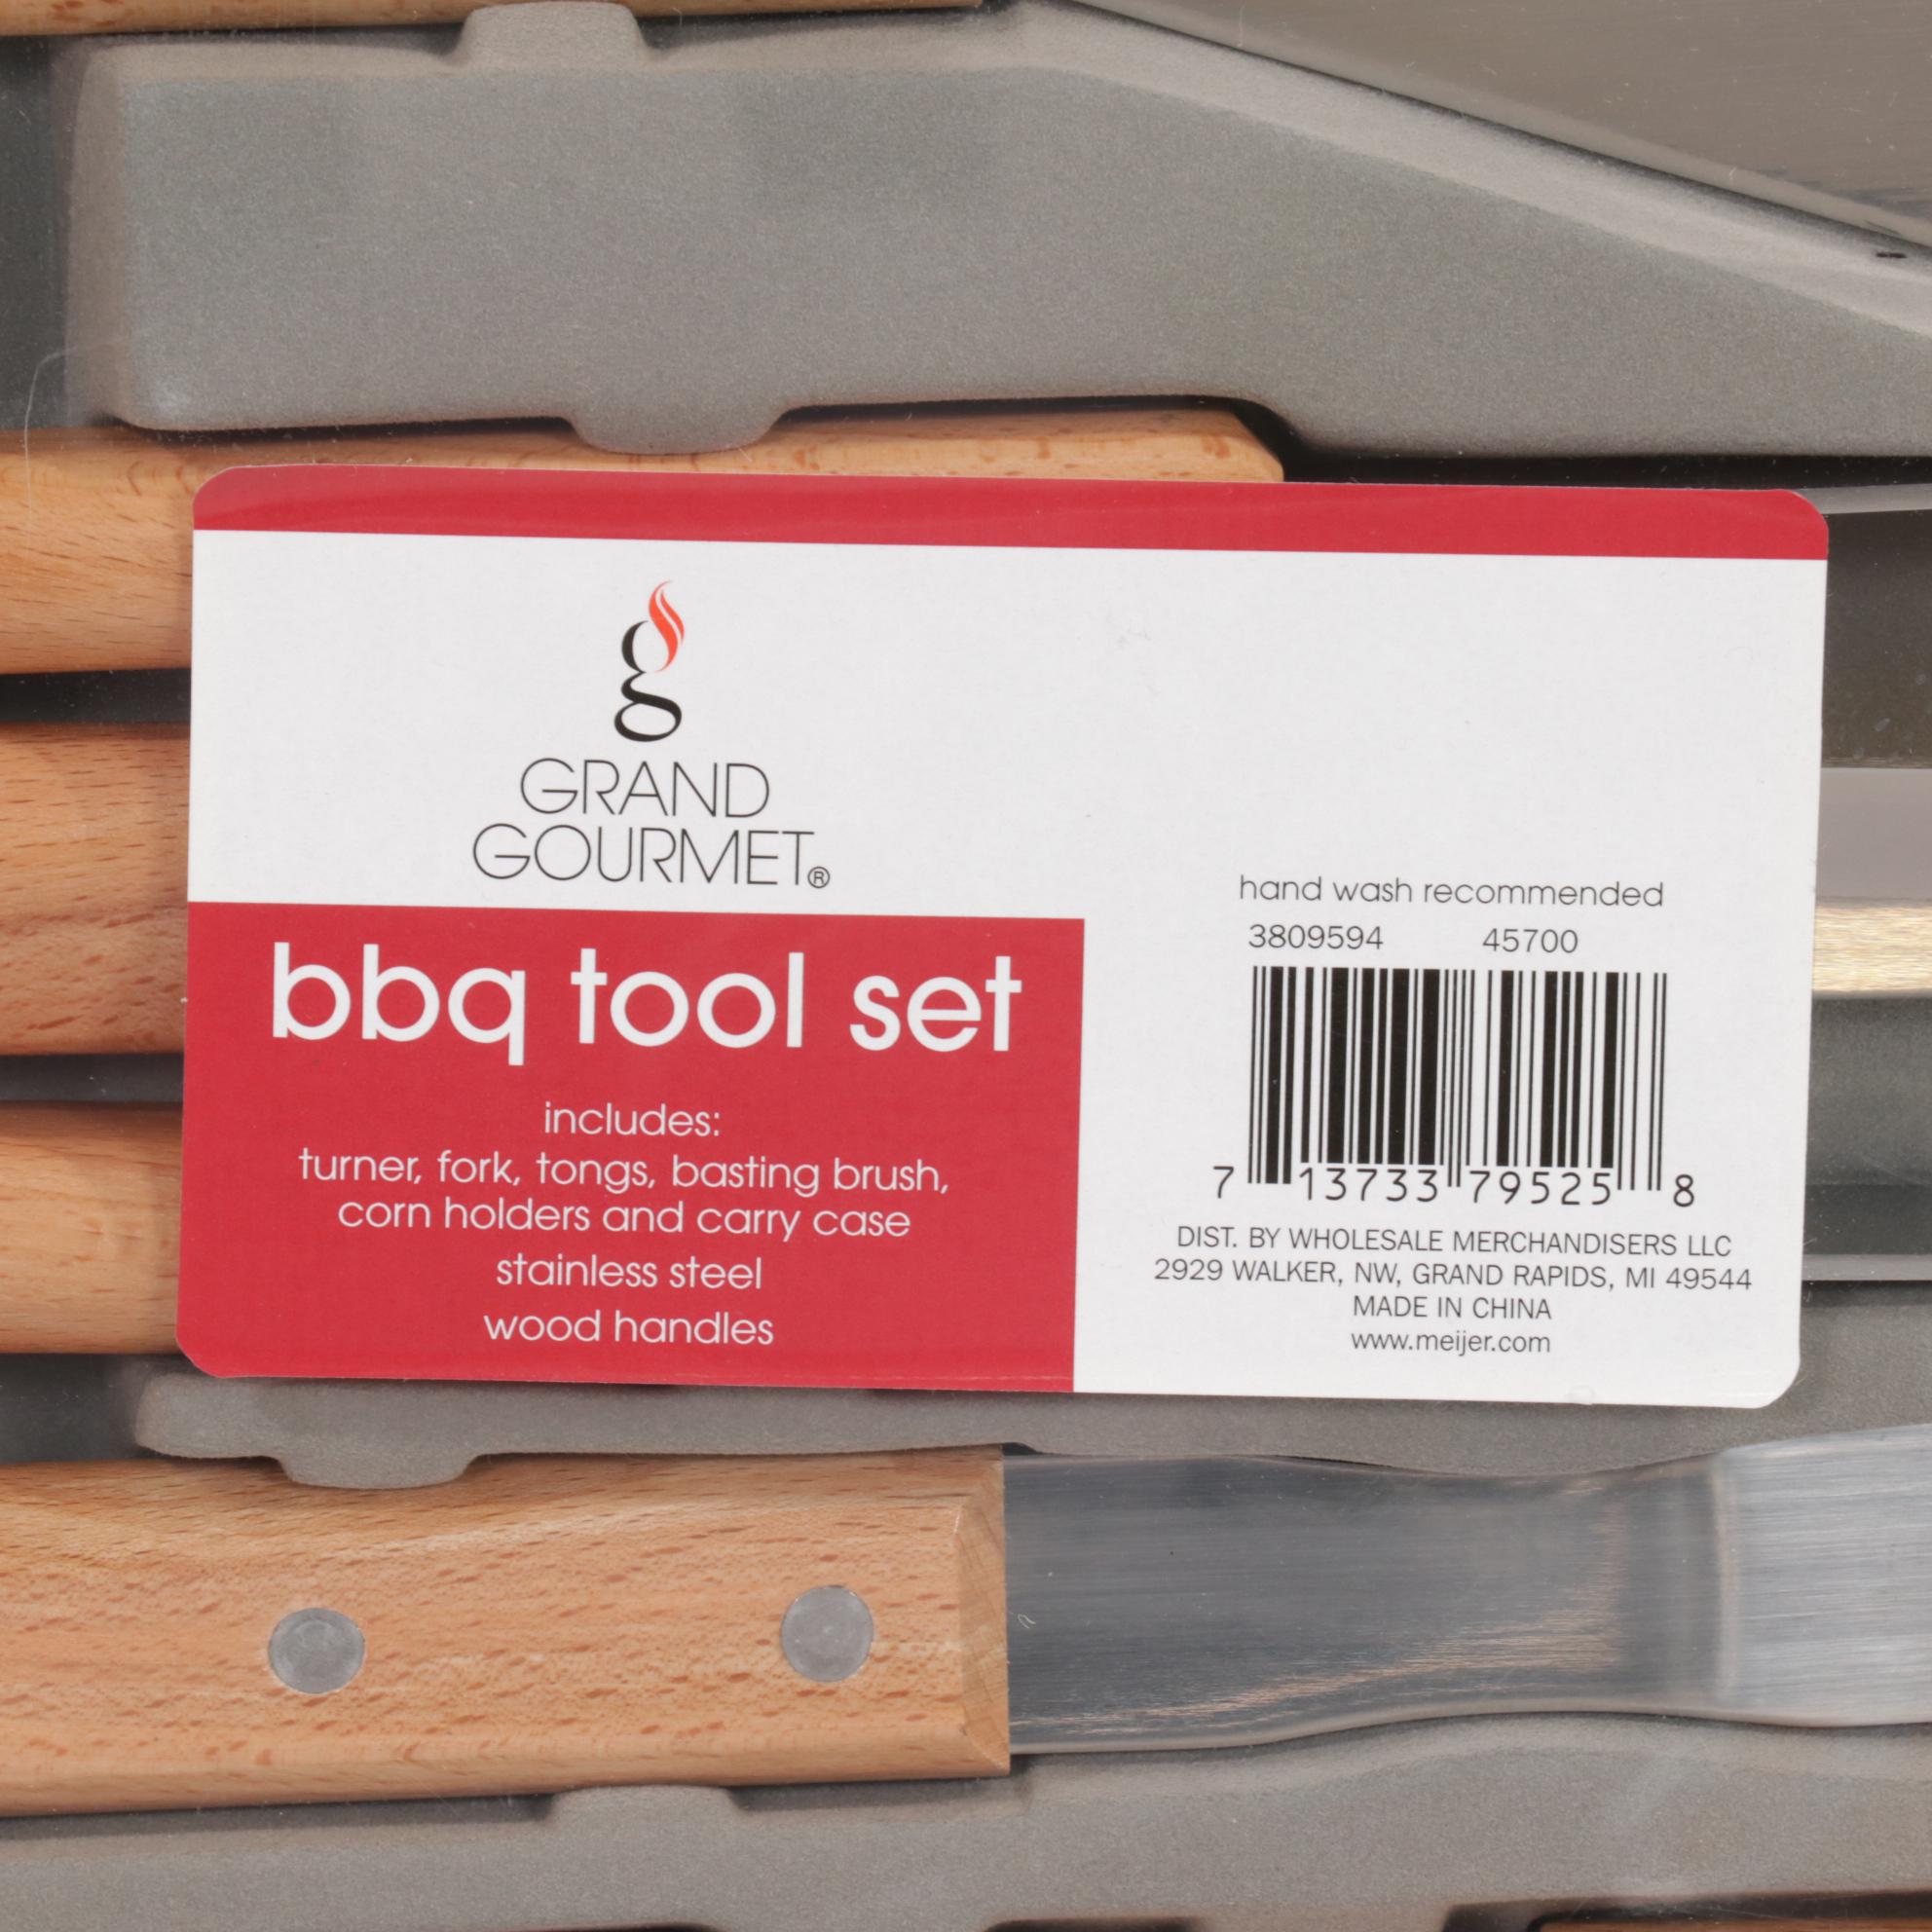 g
GRAND
GOURMET®
bbq tool set
includes:
turner, fork, tongs, basting brush,
corn holders and carry case
stainless steel
wood handles
hand wash recommended
3809594 45700
7 13733 79525 8
DIST. BY WHOLESALE MERCHANDISERS LLC
2929 WALKER, NW, GRAND RAPIDS, MI 49544
MADE IN CHINA
www.meijer.com